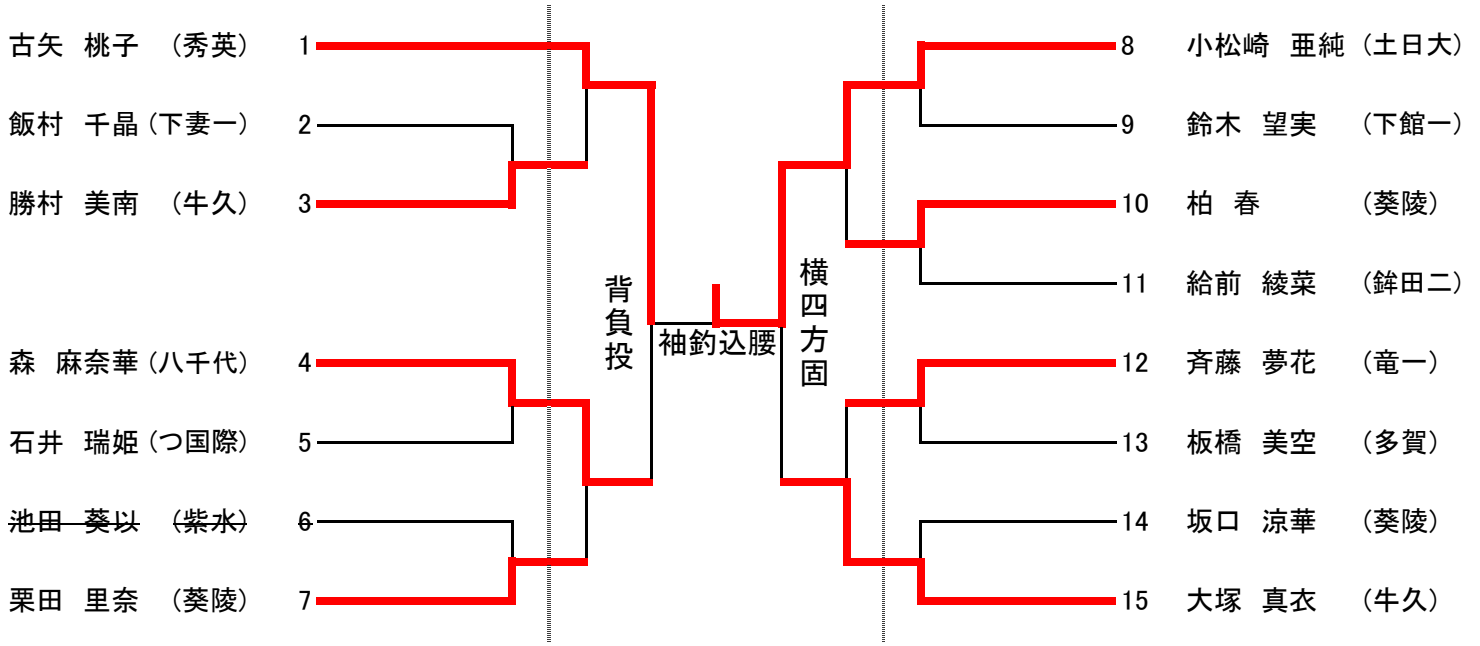 古矢 桃子 (秀英) 1
飯村 千晶 (下妻一) 2
勝村 美南 (牛久) 3
森 麻奈華 (八千代) 4
石井 瑞姫 (つ国際) 5
池田 葵以 (紫水) 6
栗田 里奈 (葵陵) 7
背負投
袖釣込腰
横四方固
8 小松崎 亜純 (土日大)
9 鈴木 望実 (下館一)
10 柏 春 (葵陵)
11 給前 綾菜 (鉾田二)
12 斉藤 夢花 (竜一)
13 板橋 美空 (多賀)
14 坂口 涼華 (葵陵)
15 大塚 真衣 (牛久)